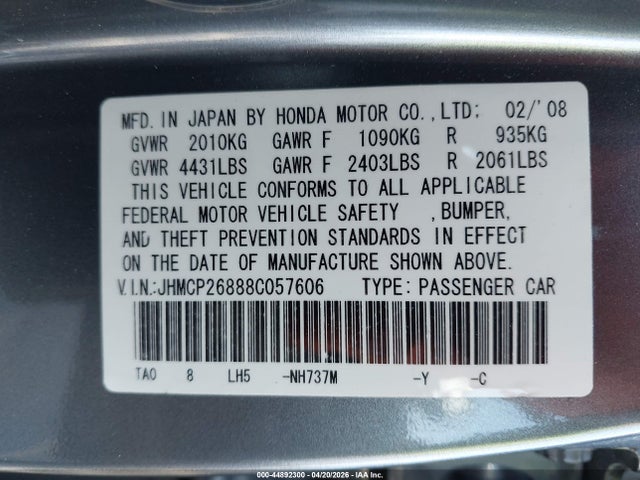 MFD. IN JAPAN BY HONDA MOTOR CO.,LTD: 02/'08
GVWR 2010KG GAWR F 1090KG R 935KG
GVWR 4431LBS GAWR F 2403LBS R 2061LBS
THIS VEHICLE CONFORMS TO ALL APPLICABLE
FEDERAL MOTOR VEHICLE SAFETY ,BUMPER,
AND THEFT PREVENTION STANDARDS IN EFFECT
ON THE DATE OF MANUFACTURE SHOWN ABOVE.
V.I.N.:JHMCP26888C057606 TYPE: PASSENGER CAR
TA0 8 LH5 -NH737M -Y -C
000-44892300 - 04/20/2026 - IAA Inc.